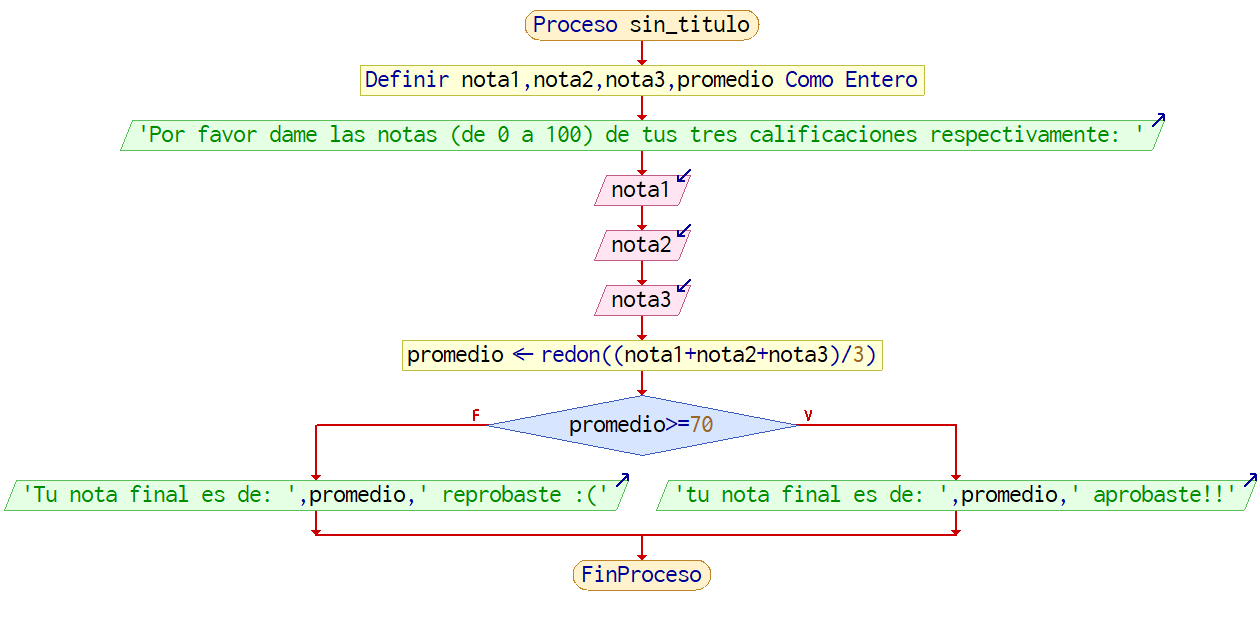 Proceso sin_titulo
Definir nota1,nota2,nota3,promedio Como Entero
'Por favor dame las notas (de 0 a 100) de tus tres calificaciones respectivamente: '
nota1
nota2
nota3
promedio ← redon((nota1+nota2+nota3)/3)
F
V
promedio>=70
'Tu nota final es de: ',promedio,' reprobaste :('
'tu nota final es de: ',promedio,' aprobaste!!'
FinProceso